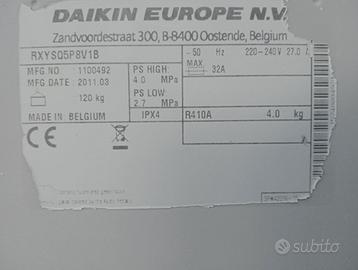 DAIKIN EUROPE N.V
Zandvoordestraat 300, B-8400 Oostende, Belgium
RXYSQ5P8V1B ~ 50 Hz 220-240V 27.0
MFG NO. 1100492 PS HIGH: MAX 32A
MFG DATE 2011.03 4.0 MPa
120 kg PS LOW:
2.7 MPa
MADE IN BELGIUM IPX4 R410A 4.0 kg
CE
subito